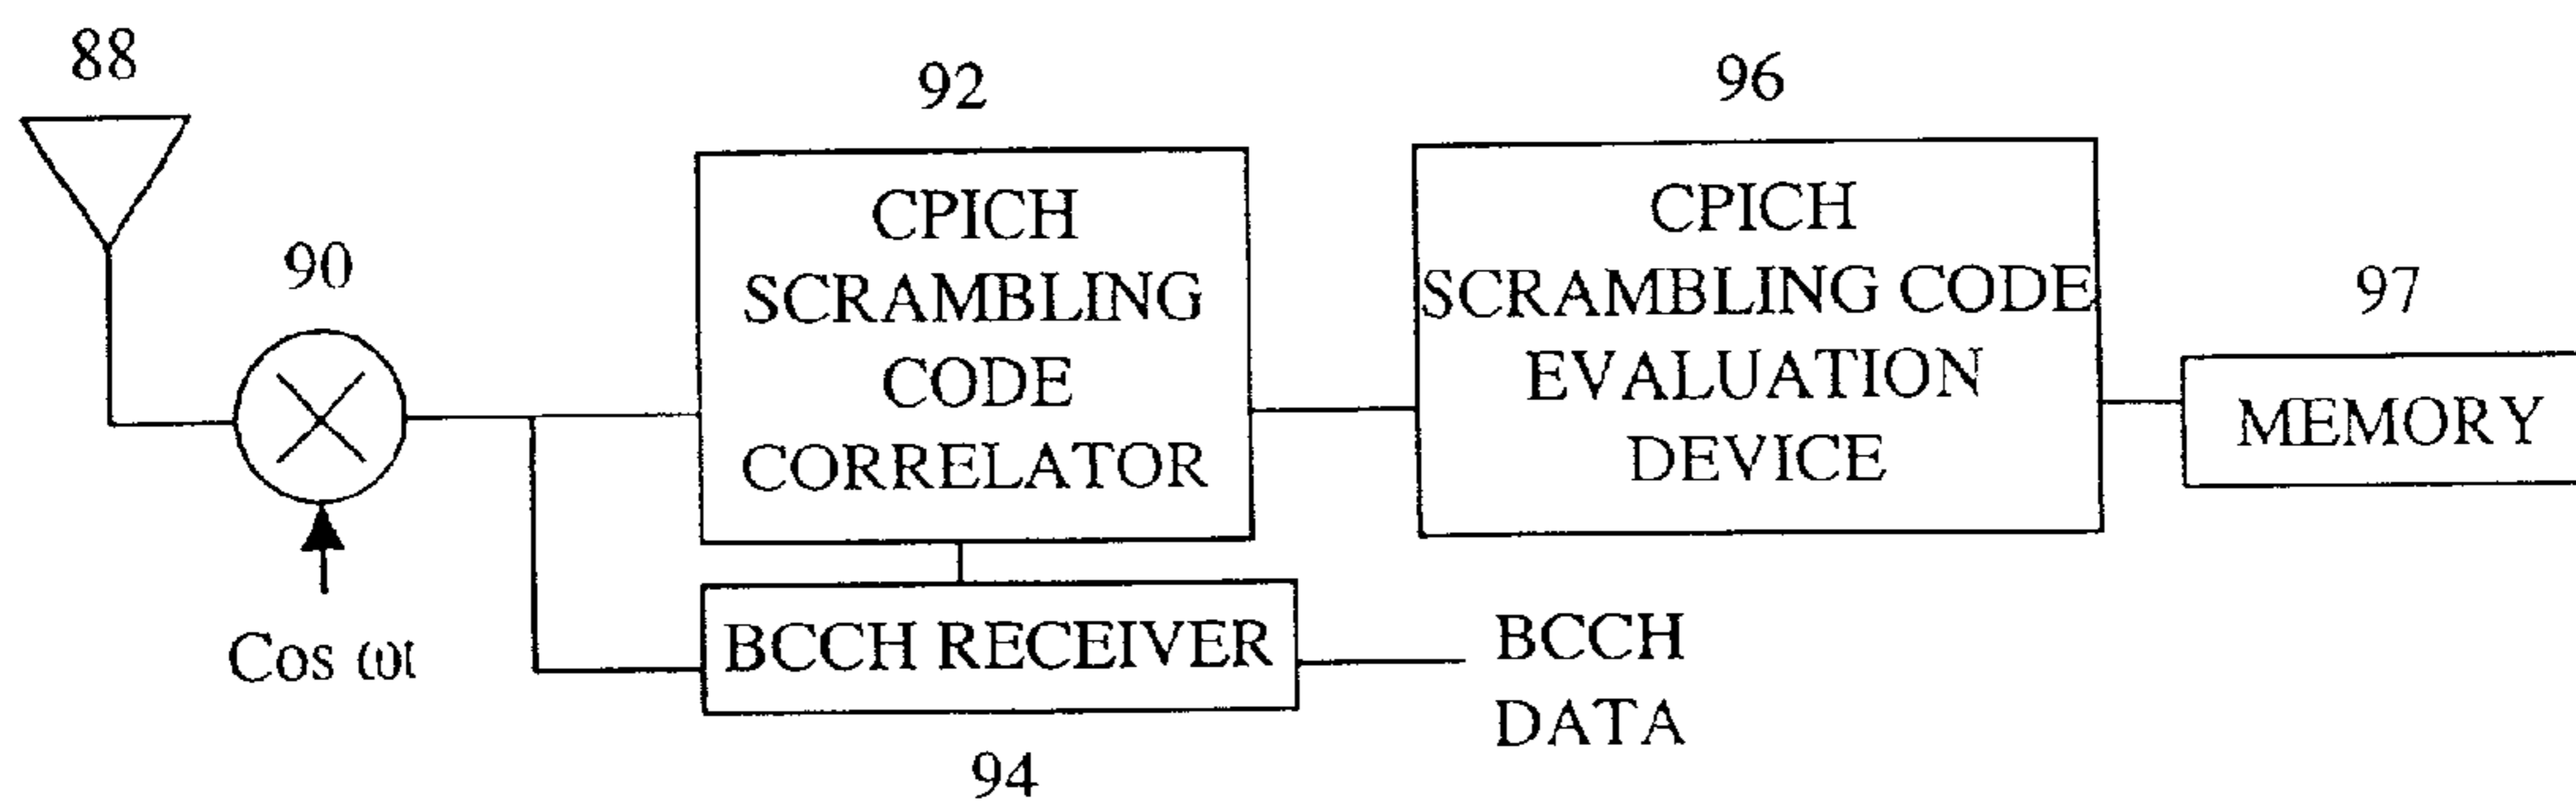 88
90
Cos ωt
92
CPICH
SCRAMBLING
CODE
CORRELATOR
BCCH RECEIVER
94
BCCH
DATA
96
CPICH
SCRAMBLING CODE
EVALUATION
DEVICE
97
MEMORY